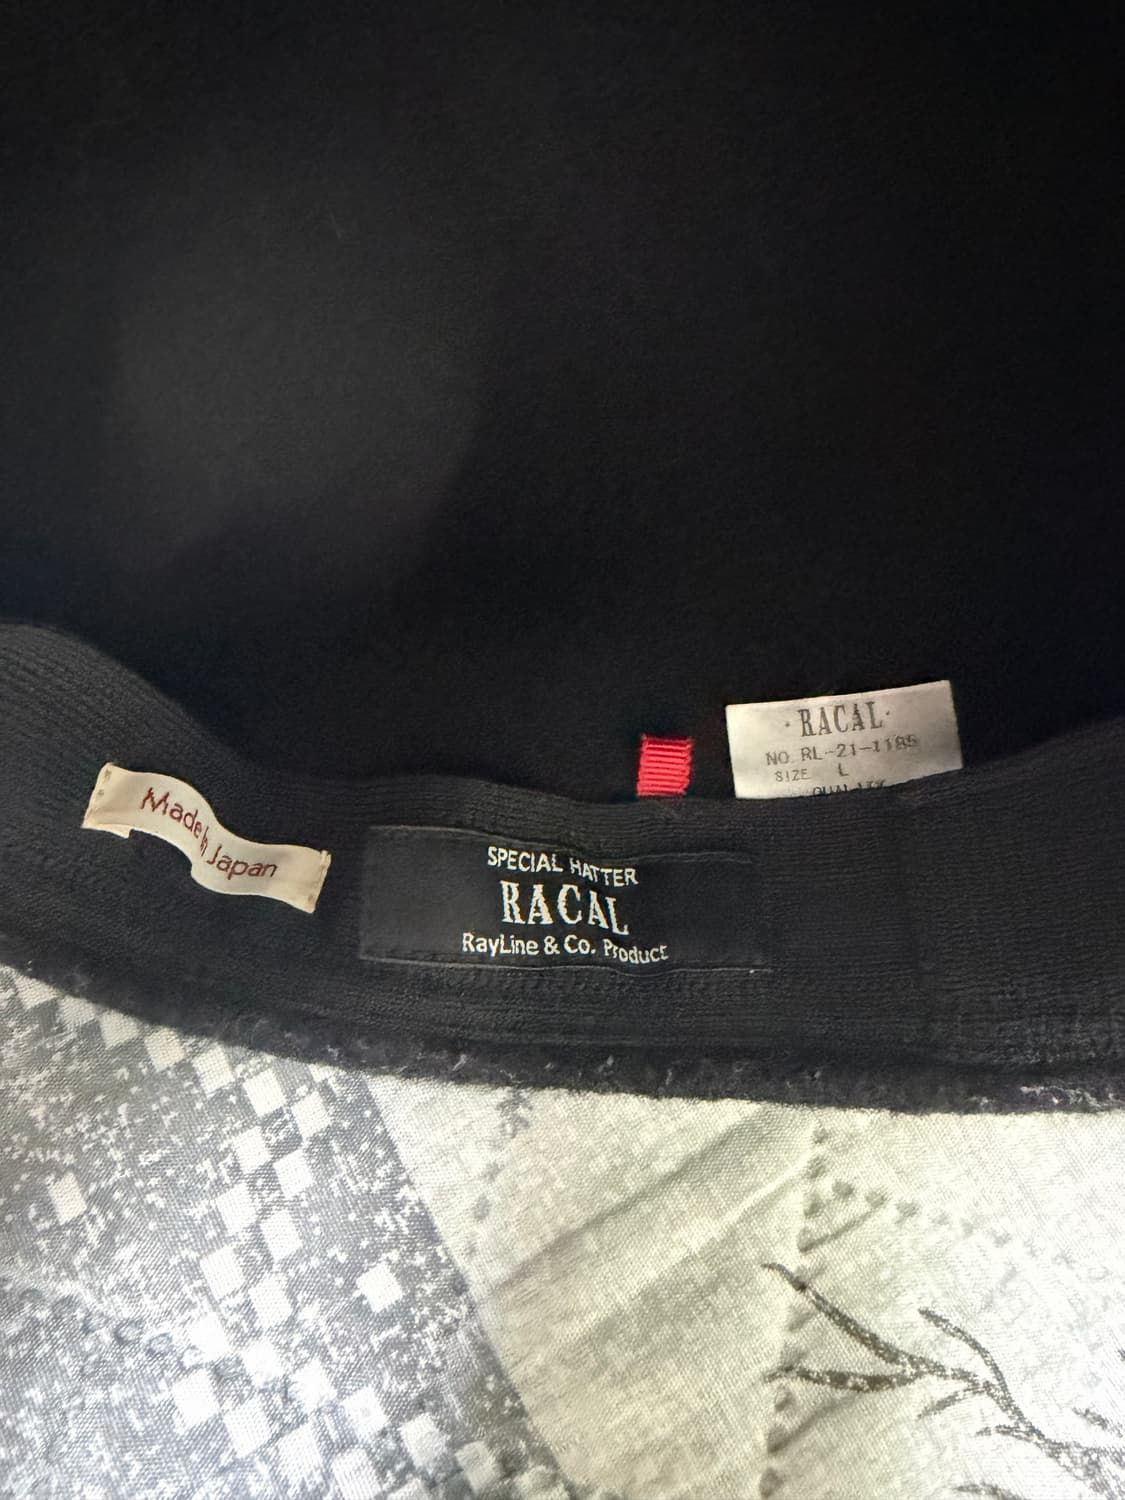 Made in Japan
SPECIAL HATTER
RACAL
RayLine & Co. Product
·RACAL·
NO. RL-21-1185
SIZE L